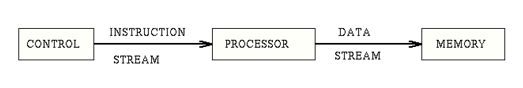 INSTRUCTION
DATA
CONTROL
PROCESSOR
MEMORY
STREAM
STREAM